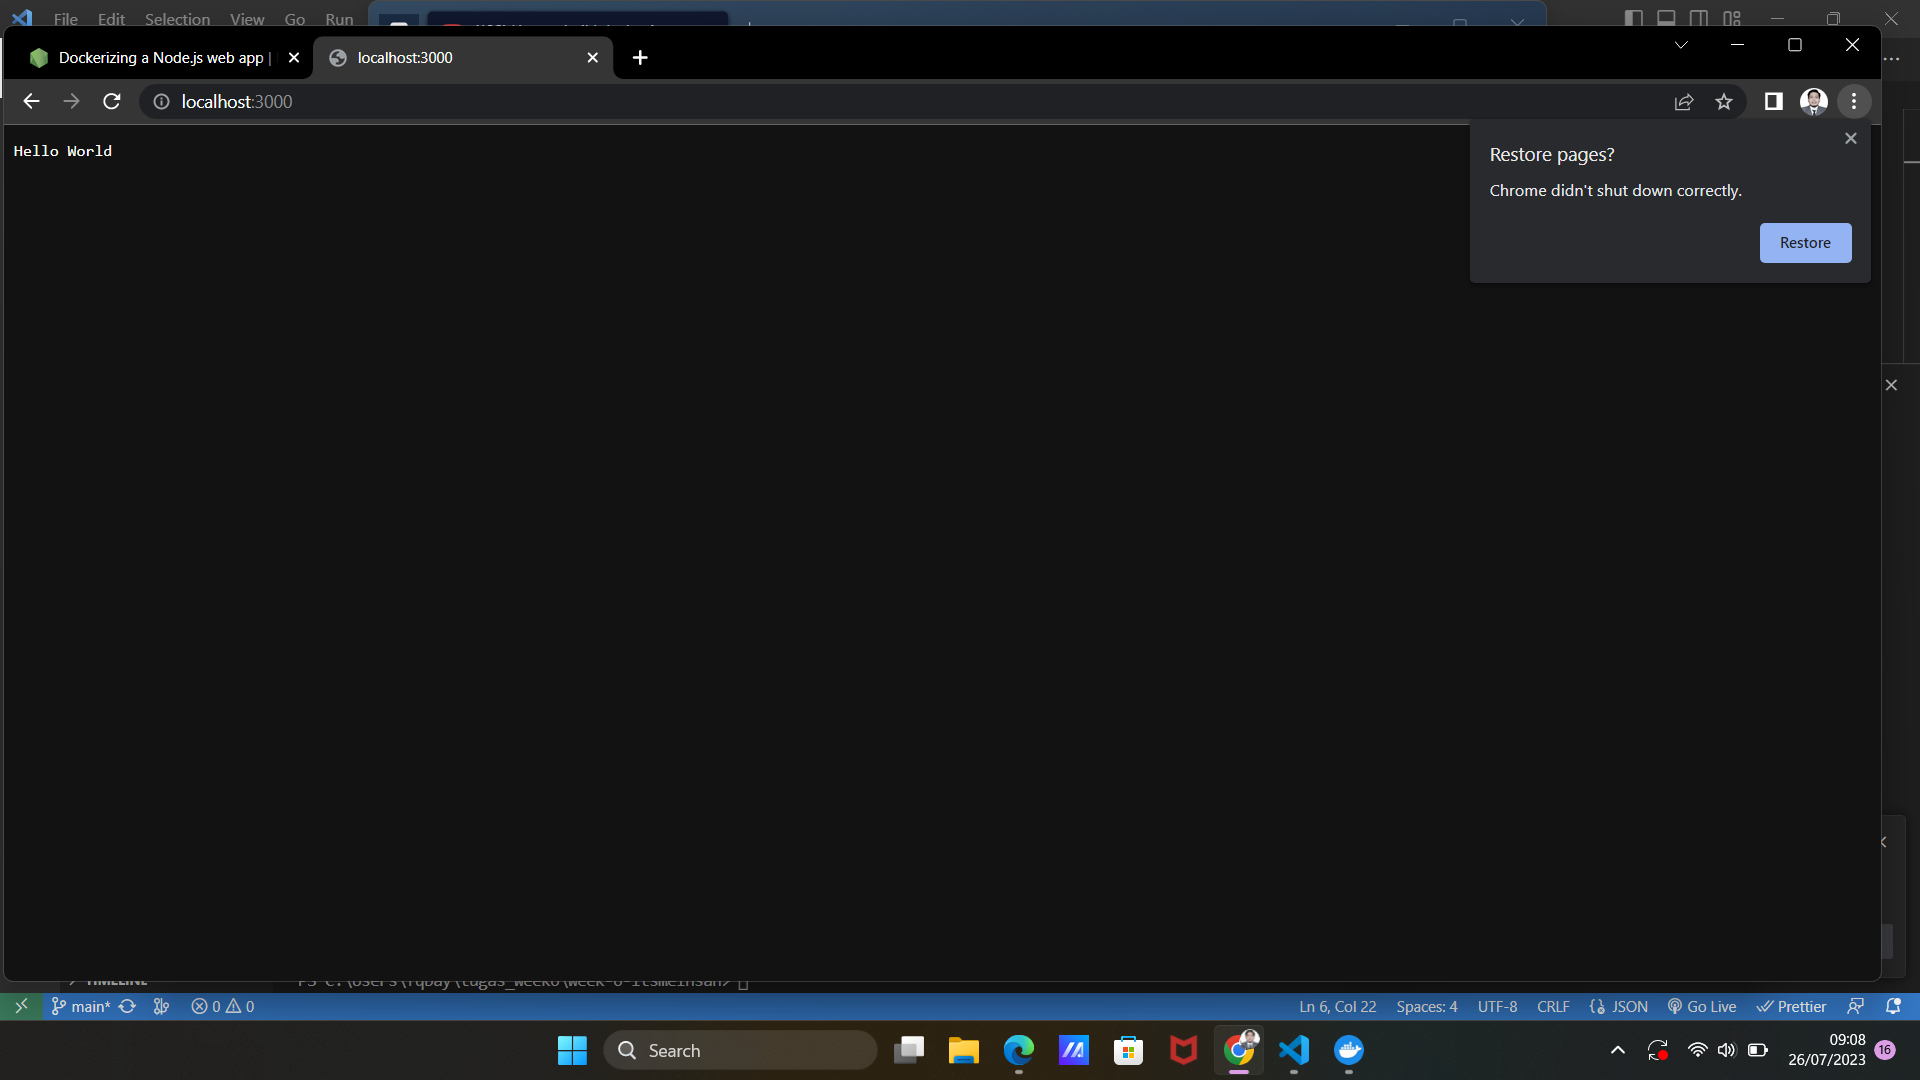 File Edit Selection View Go Run
Dockerizing a Node.js web app |
localhost:3000
localhost:3000
Hello World
Restore pages?
Chrome didn't shut down correctly.
Restore
TIMELINE
main* 0 0
Ln 6, Col 22 Spaces: 4 UTF-8 CRLF JSON Go Live Prettier
Search
09:08
26/07/2023
16